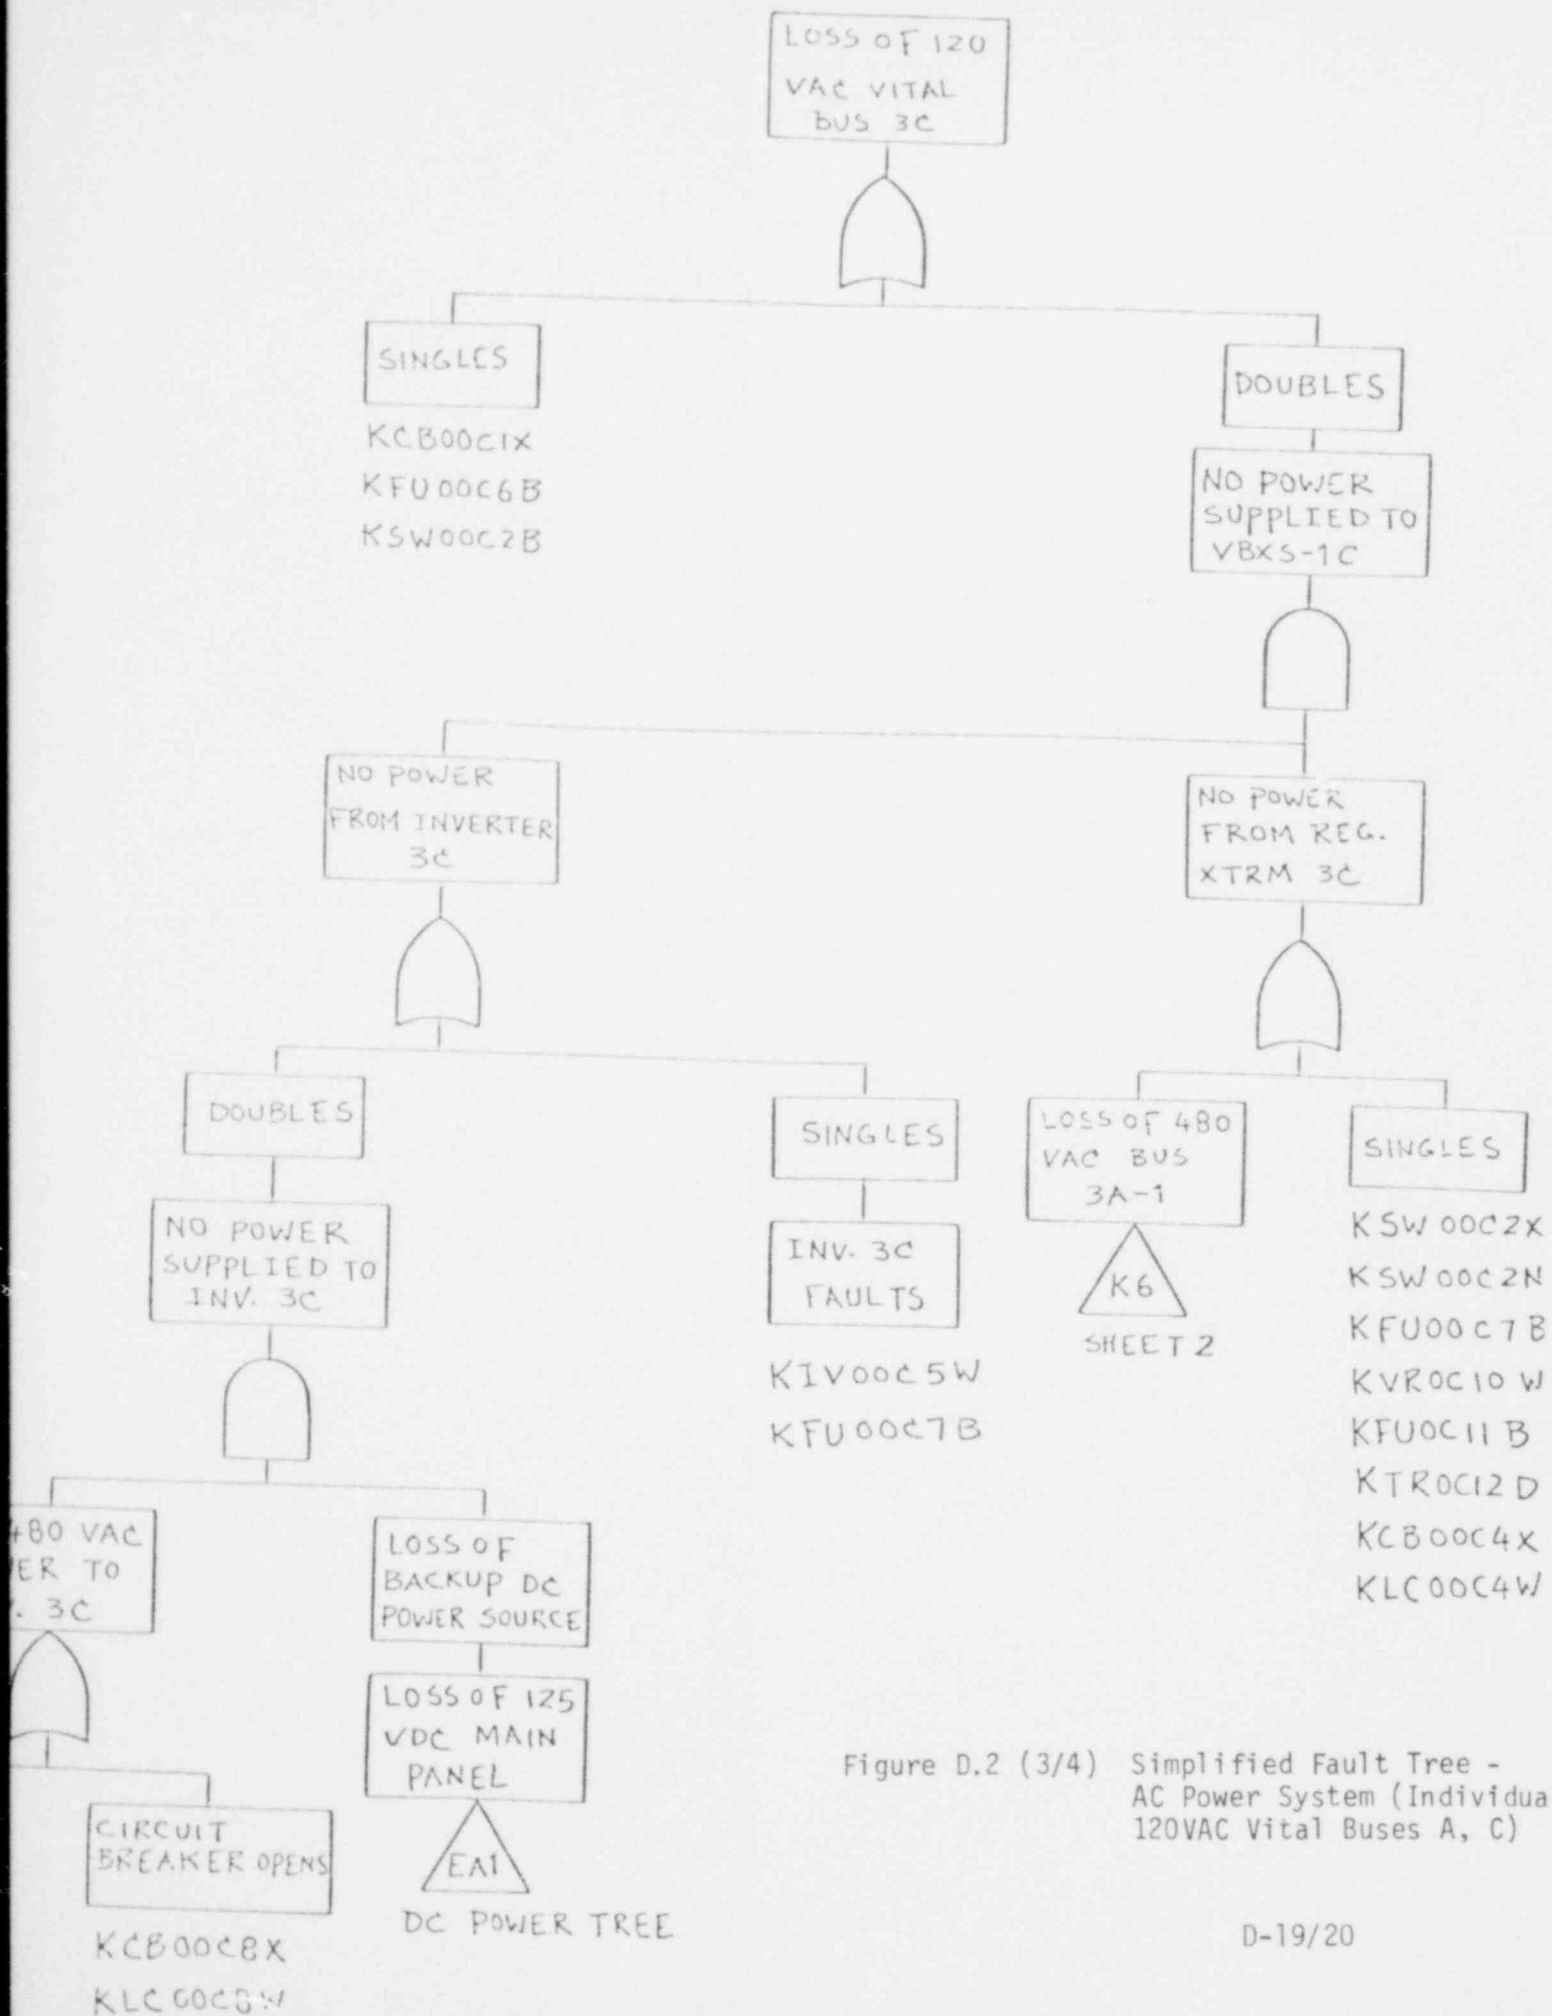 LOSS OF 120
VAC VITAL
BUS 3C
SINGLES
KCB00C1X
KFU00C6B
KSW00C2B
DOUBLES
NO POWER
SUPPLIED TO
VBXS-1C
NO POWER
FROM INVERTER
3C
NO POWER
FROM REG.
XTRM 3C
DOUBLES
NO POWER
SUPPLIED TO
INV. 3C
SINGLES
INV. 3C
FAULTS
KIV00C5W
KFU00C7B
LOSS OF 480
VAC BUS
3A-1
K6
SHEET 2
SINGLES
KSW00C2X
KSW00C2N
KFU00C7B
KVR0C10W
KFU0C11B
KTR0C12D
KCB00C4X
KLC00C4W
480 VAC
ER TO
. 3C
LOSS OF
BACKUP DC
POWER SOURCE
LOSS OF 125
VDC MAIN
PANEL
EA1
DC POWER TREE
CIRCUIT
BREAKER OPENS
KCB00C8X
KLC00C8W
Figure D.2 (3/4) Simplified Fault Tree -
AC Power System (Individua
120VAC Vital Buses A, C)
D-19/20